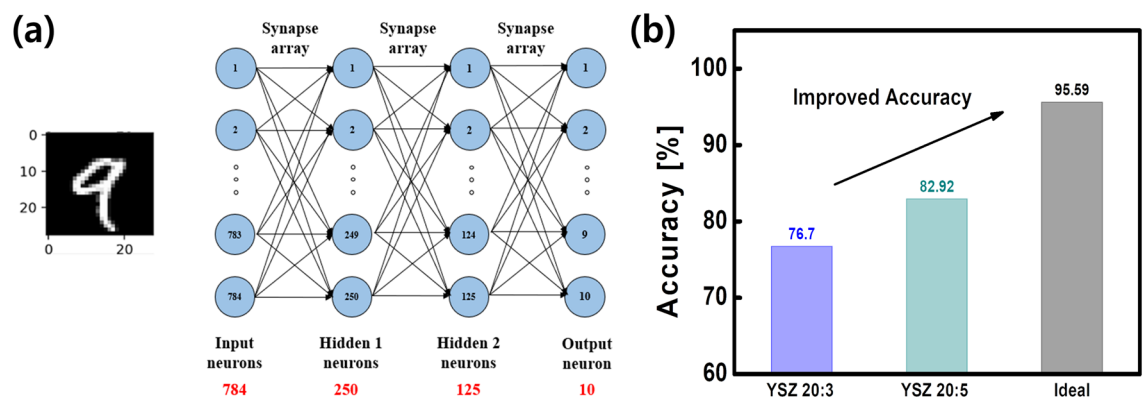 (a)
Synapse array
Synapse array
Synapse array
1 1 1 1
2 2 2 2
783 249 124 9
784 250 125 10
Input neurons
Hidden 1 neurons
Hidden 2 neurons
Output neuron
784 250 125 10
0
10
20
0 20
(b)
Accuracy [%]
100
90
80
70
60
Improved Accuracy
76.7
82.92
95.59
YSZ 20:3 YSZ 20:5 Ideal